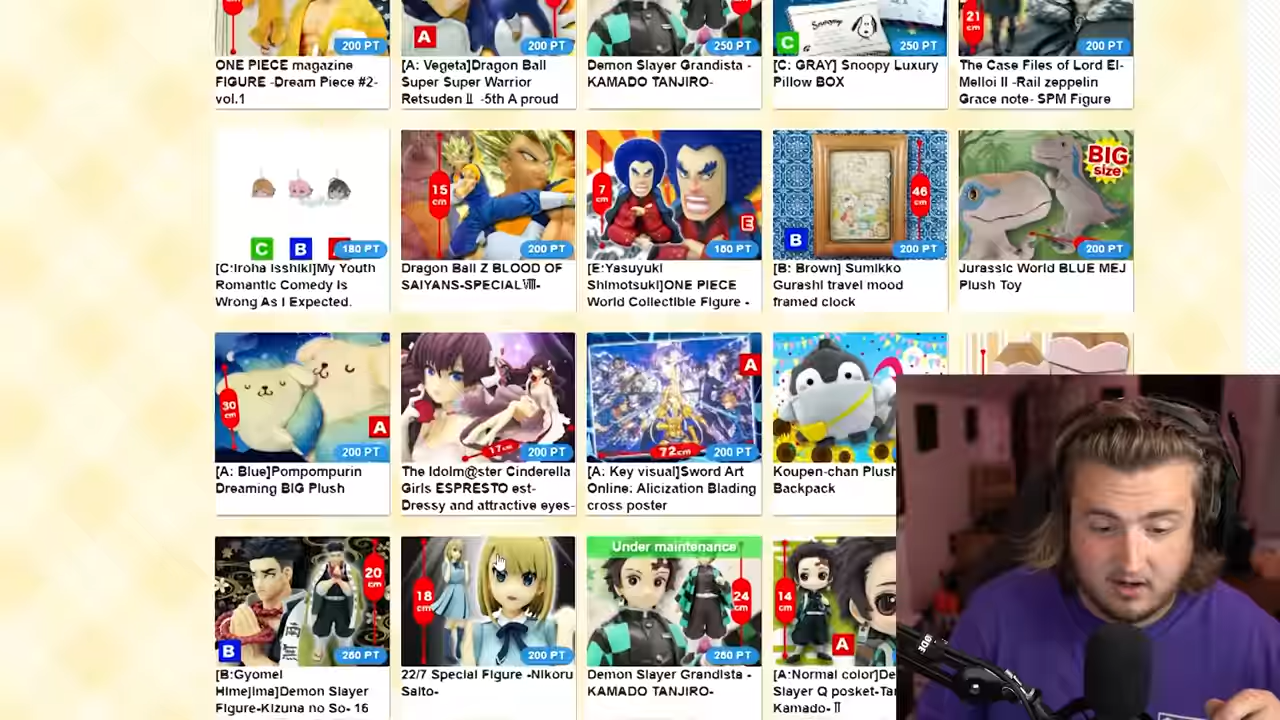 cm
200 PT
ONE PIECE magazine
FIGURE -Dream Piece #2-
vol.1
A
200 PT
[A: Vegeta]Dragon Ball
Super Super Warrior
Retsuden Ⅱ -5th A proud
250 PT
Demon Slayer Grandista -
KAMADO TANJIRO-
Snoopy
C
250 PT
[C: GRAY] Snoopy Luxury
Pillow BOX
21
cm
200 PT
The Case Files of Lord El-
Melloi II -Rail zeppelin
Grace note- SPM Figure
C
B
180 PT
[C:Iroha Isshiki]My Youth
Romantic Comedy Is
Wrong As I Expected.
15
cm
200 PT
Dragon Ball Z BLOOD OF
SAIYANS-SPECIALⅧ-
7
cm
E
180 PT
[E:Yasuyuki
Shimotsuki]ONE PIECE
World Collectible Figure -
46
cm
B
200 PT
[B: Brown] Sumikko
Gurashi travel mood
framed clock
BIG
size
200 PT
Jurassic World BLUE MEJ
Plush Toy
30
cm
A
200 PT
[A: Blue]Pompompurin
Dreaming BIG Plush
17cm
200 PT
The Idolm@ster Cinderella
Girls ESPRESTO est-
Dressy and attractive eyes-
A
72cm
200 PT
[A: Key visual]Sword Art
Online: Alicization Blading
cross poster
Koupen-chan Plush
Backpack
20
cm
B
260 PT
[B:Gyomei
Himejima]Demon Slayer
Figure-Kizuna no So- 16
18
cm
200 PT
22/7 Special Figure -Nikoru
Saito-
Under maintenance
24
cm
260 PT
Demon Slayer Grandista -
KAMADO TANJIRO-
14
cm
A
[A:Normal color]De
Slayer Q posket-Ta
Kamado- Ⅱ